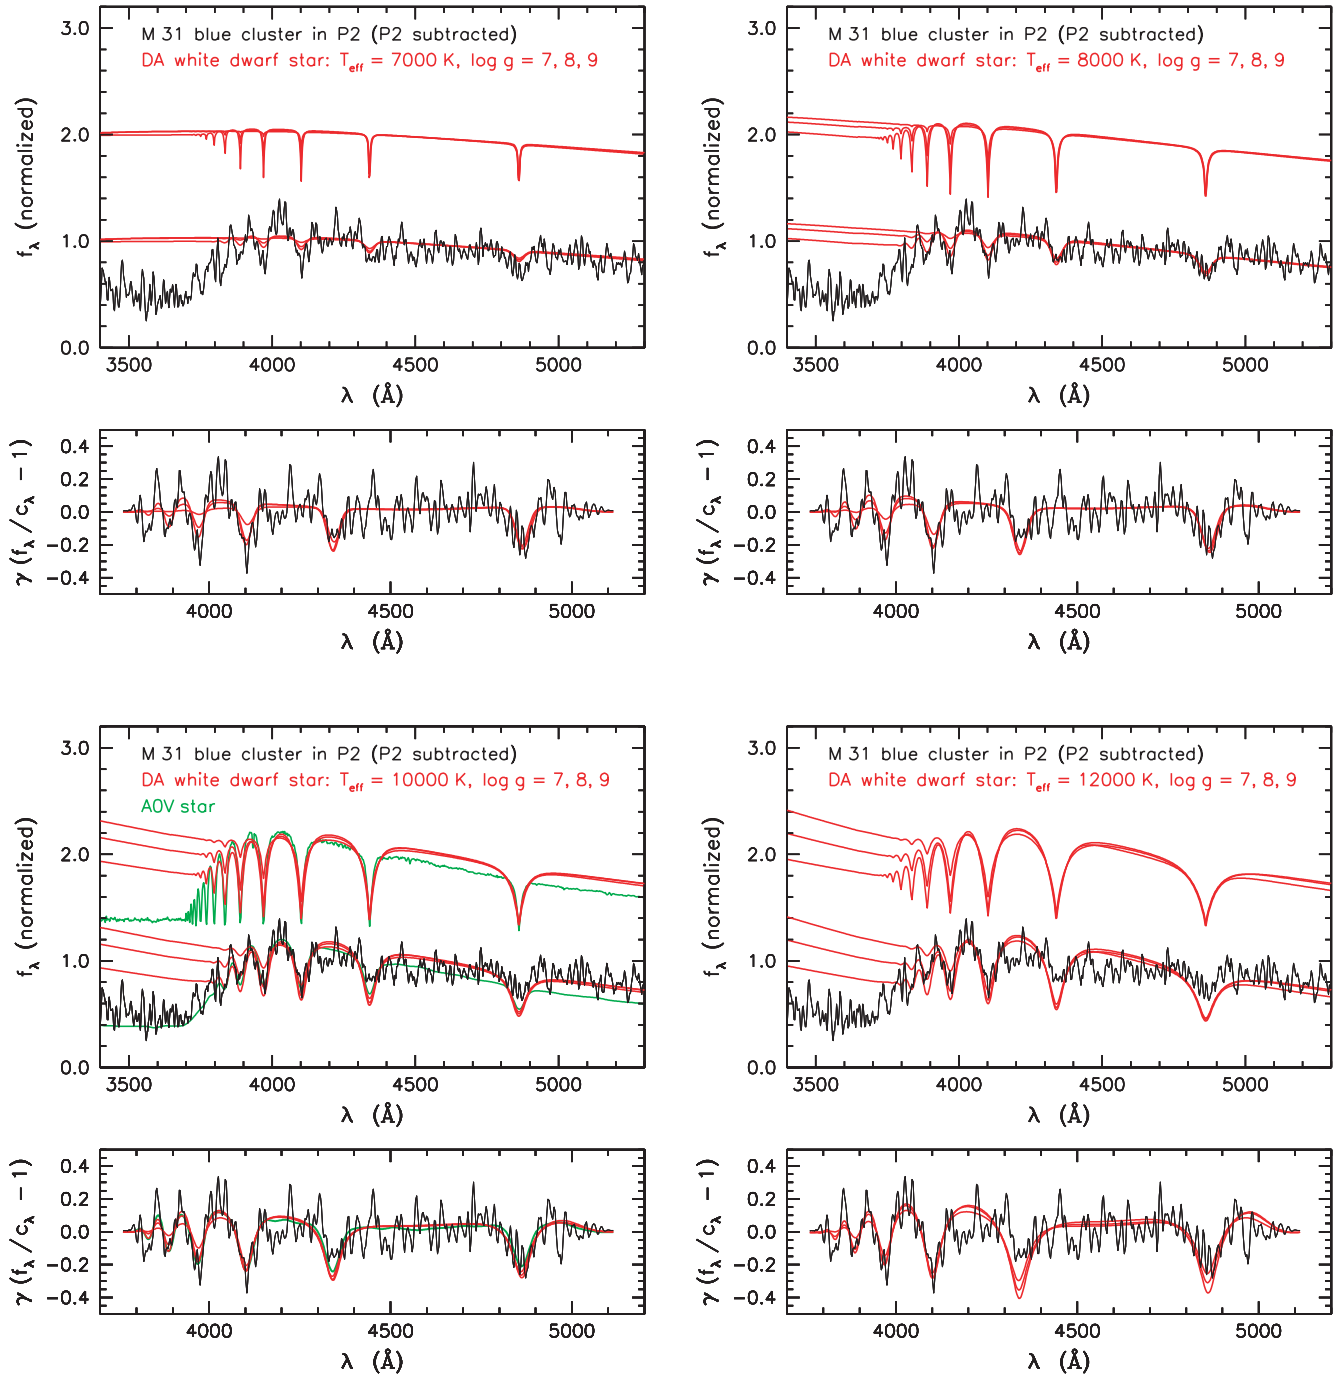 M 31 blue cluster in P2 (P2 subtracted)
DA white dwarf star: Teff = 7000 K, log g = 7, 8, 9
fλ (normalized)
3.0
2.0
1.0
0.0
3500
4000
4500
5000
λ (Å)
M 31 blue cluster in P2 (P2 subtracted)
DA white dwarf star: Teff = 8000 K, log g = 7, 8, 9
fλ (normalized)
3.0
2.0
1.0
0.0
3500
4000
4500
5000
λ (Å)
γ (fλ/cλ − 1)
0.4
0.2
0.0
−0.2
−0.4
4000
4500
5000
λ (Å)
γ (fλ/cλ − 1)
0.4
0.2
0.0
−0.2
−0.4
4000
4500
5000
λ (Å)
M 31 blue cluster in P2 (P2 subtracted)
DA white dwarf star: Teff = 10000 K, log g = 7, 8, 9
A0V star
fλ (normalized)
3.0
2.0
1.0
0.0
3500
4000
4500
5000
λ (Å)
M 31 blue cluster in P2 (P2 subtracted)
DA white dwarf star: Teff = 12000 K, log g = 7, 8, 9
fλ (normalized)
3.0
2.0
1.0
0.0
3500
4000
4500
5000
λ (Å)
γ (fλ/cλ − 1)
0.4
0.2
0.0
−0.2
−0.4
4000
4500
5000
λ (Å)
γ (fλ/cλ − 1)
0.4
0.2
0.0
−0.2
−0.4
4000
4500
5000
λ (Å)